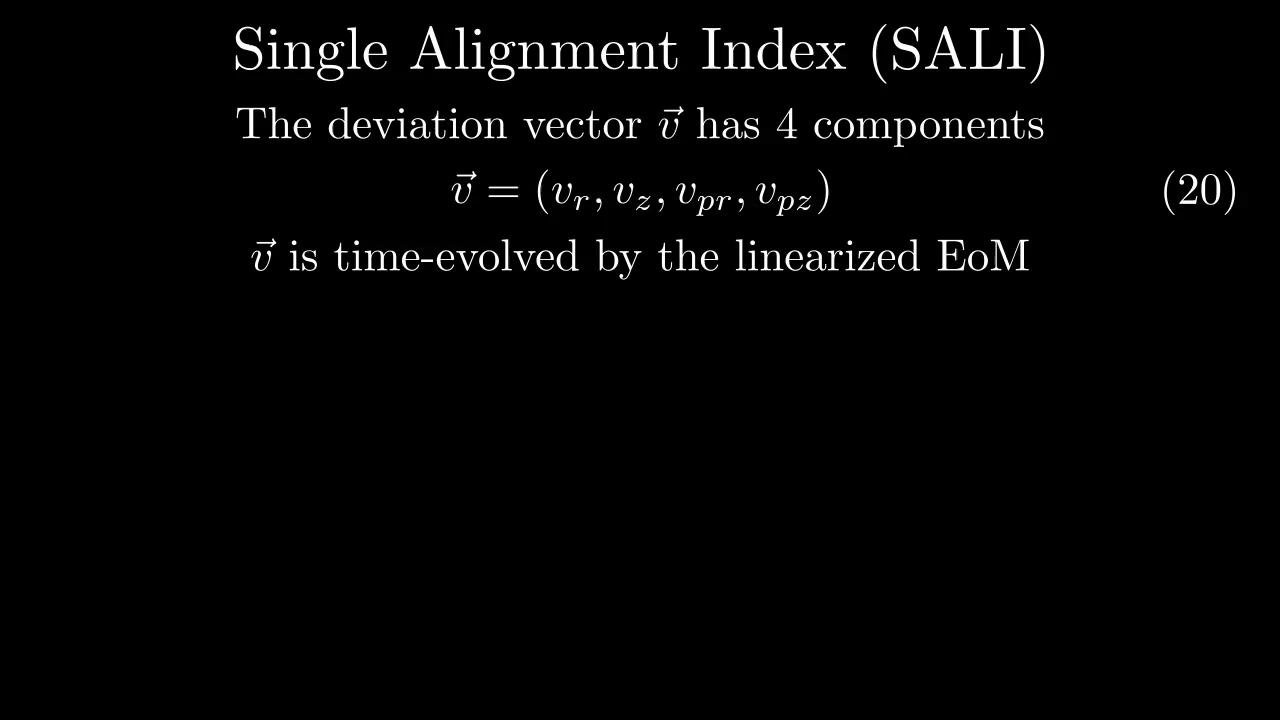 Single Alignment Index (SALI)
The deviation vector $\vec{v}$ has 4 components
$\vec{v} = (v_r, v_z, v_{pr}, v_{pz})$ (20)
$\vec{v}$ is time-evolved by the linearized EoM